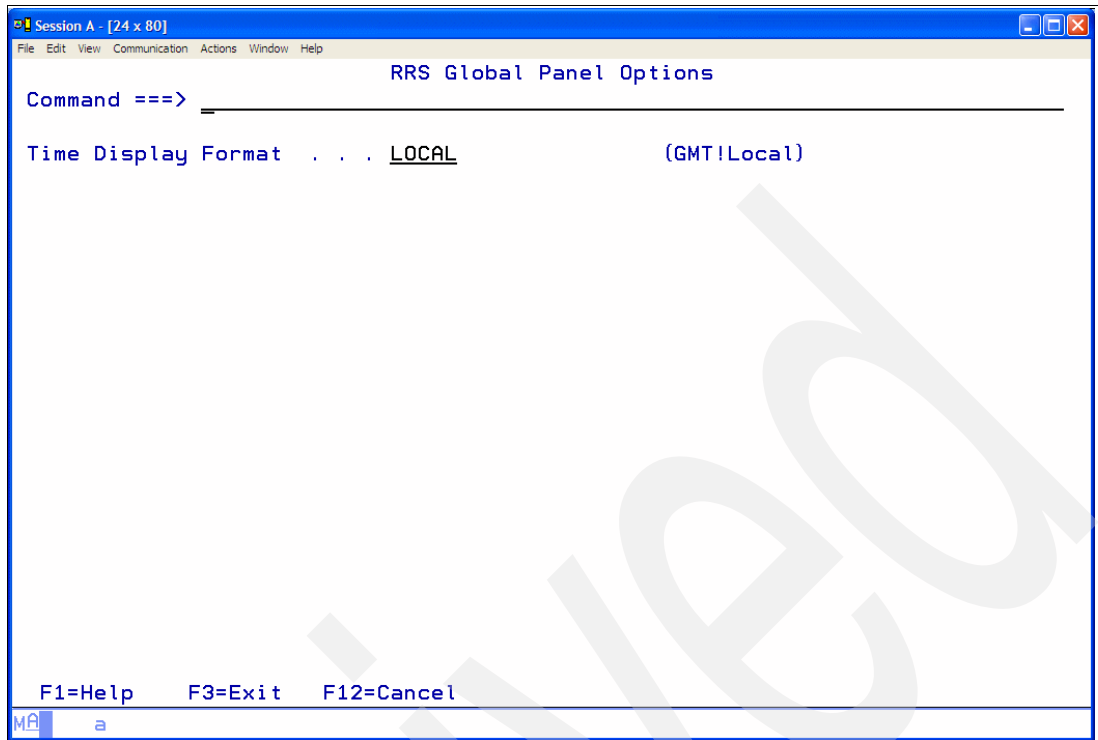 Session A - [24 x 80]
File Edit View Communication Actions Window Help
RRS Global Panel Options
Command ===> _
Time Display Format . . . LOCAL (GMT!Local)
F1=Help F3=Exit F12=Cancel
MA a